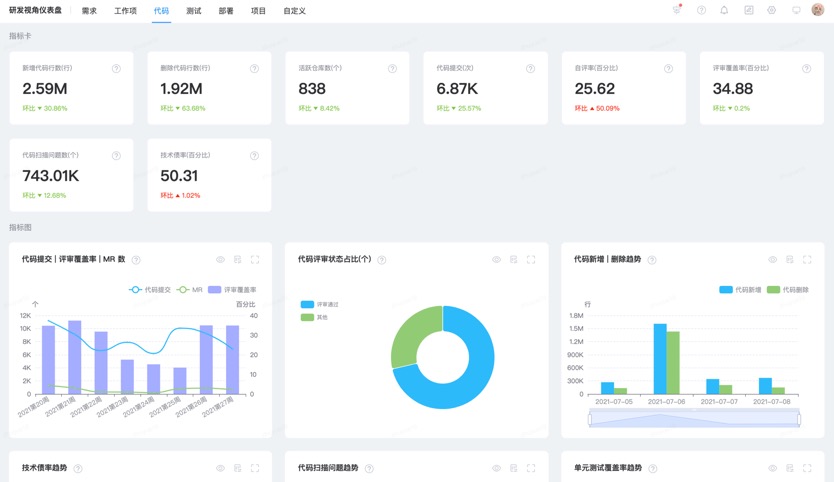 研发视角仪表盘 需求 工作项 代码 测试 部署 项目 自定义
指标卡
新增代码行数(行) 删除代码行数(行) 活跃仓库数(个) 代码提交(次) 自评率(百分比) 评审覆盖率(百分比)
2.59M 1.92M 838 6.87K 25.62 34.88
环比 ▼ 30.86% 环比 ▼ 63.68% 环比 ▼ 8.42% 环比 ▼ 25.57% 环比 ▲ 50.09% 环比 ▼ 0.2%
代码扫描问题数(个) 技术债率(百分比)
743.01K 50.31
环比 ▼ 12.68% 环比 ▲ 1.02%
指标图
代码提交 | 评审覆盖率 | MR 数
代码提交 MR 评审覆盖率
个 百分比
12K 40
10K
8K 30
6K 20
4K
2K 10
0 0
2021第20周 2021第21周 2021第22周 2021第23周 2021第24周 2021第25周 2021第26周 2021第27周
代码评审状态占比(个)
评审通过
其他
代码新增 | 删除趋势
代码新增 代码删除
行
1.8M
1.5M
1.2M
900K
600K
300K
0
2021-07-05 2021-07-06 2021-07-07 2021-07-08
技术债率趋势 代码扫描问题趋势 单元测试覆盖率趋势